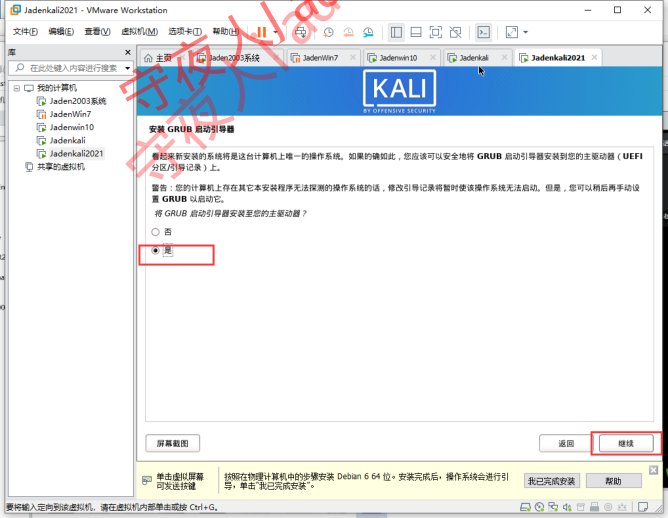 Jadenkali2021 - VMware Workstation
文件(F) 编辑(E) 查看(V) 虚拟机(M) 选项卡(T) 帮助(H)
库
在此处键入内容进行搜索
我的计算机
Jaden2003系统
JadenWin7
Jadenwin10
Jadenkali
Jadenkali2021
共享的虚拟机
主页 Jaden2003系统 JadenWin7 Jadenwin10 Jadenkali Jadenkali2021
守夜人
守夜人
KALI
BY OFFENSIVE SECURITY
安装 GRUB 启动引导器
看起来新安装的系统将是这台计算机上唯一的操作系统。如果的确如此，您应该可以安全地将 GRUB 启动引导器安装到您的主驱动器（UEFI
分区/引导记录）上。
警告：您的计算机上存在其它本安装程序无法探测的操作系统的话，修改引导记录将暂时使该操作系统无法启动。但是，您可以稍后再手动设
置 GRUB 以启动它。
将 GRUB 启动引导器安装至您的主驱动器？
否
是
屏幕截图 返回 继续
单击虚拟屏幕
可发送按键
按照在物理计算机中的步骤安装 Debian 6 64 位。安装完成后，操作系统会进行引
导，单击“我已完成安装”。
我已完成安装 帮助
要将输入定向到该虚拟机，请在虚拟机内部单击或按 Ctrl+G。